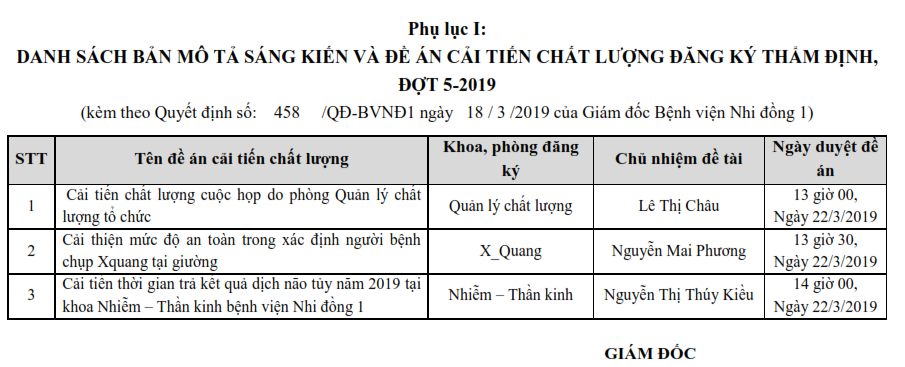 Phụ lục I:
DANH SÁCH BẢN MÔ TẢ SÁNG KIẾN VÀ ĐỀ ÁN CẢI TIẾN CHẤT LƯỢNG ĐĂNG KÝ THẨM ĐỊNH,
ĐỢT 5-2019
(kèm theo Quyết định số: 458 /QĐ-BVNĐ1 ngày 18 / 3 /2019 của Giám đốc Bệnh viện Nhi đồng 1)
STT
Tên đề án cải tiến chất lượng
Khoa, phòng đăng
ký
Chủ nhiệm đề tài
Ngày duyệt đề
án
1
Cải tiến chất lượng cuộc họp do phòng Quản lý chất
lượng tổ chức
Quản lý chất lượng
Lê Thị Châu
13 giờ 00,
Ngày 22/3/2019
2
Cải thiện mức độ an toàn trong xác định người bệnh
chụp Xquang tại giường
X_Quang
Nguyễn Mai Phương
13 giờ 30,
Ngày 22/3/2019
3
Cải tiên thời gian trả kết quả dịch não tủy năm 2019 tại
khoa Nhiễm – Thần kinh bệnh viện Nhi đồng 1
Nhiễm – Thần kinh
Nguyễn Thị Thúy Kiều
14 giờ 00,
Ngày 22/3/2019
GIÁM ĐỐC